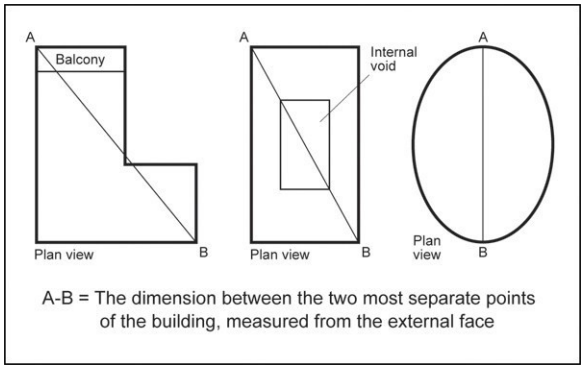 A
Balcony
B
Plan view
A
Internal
void
B
Plan view
A
B
Plan
view
A-B = The dimension between the two most separate points
of the building, measured from the external face